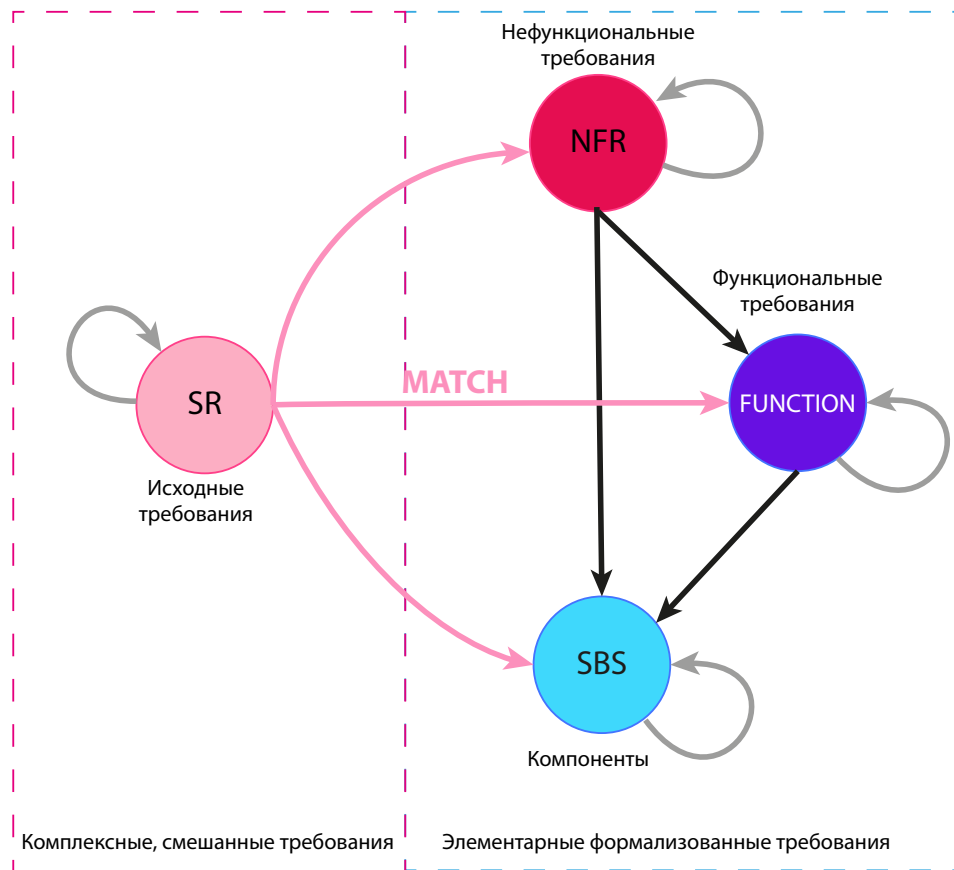 Нефункциональные
требования
NFR
Функциональные
требования
MATCH
SR
FUNCTION
Исходные
требования
SBS
Компоненты
Комплексные, смешанные требования
Элементарные формализованные требования